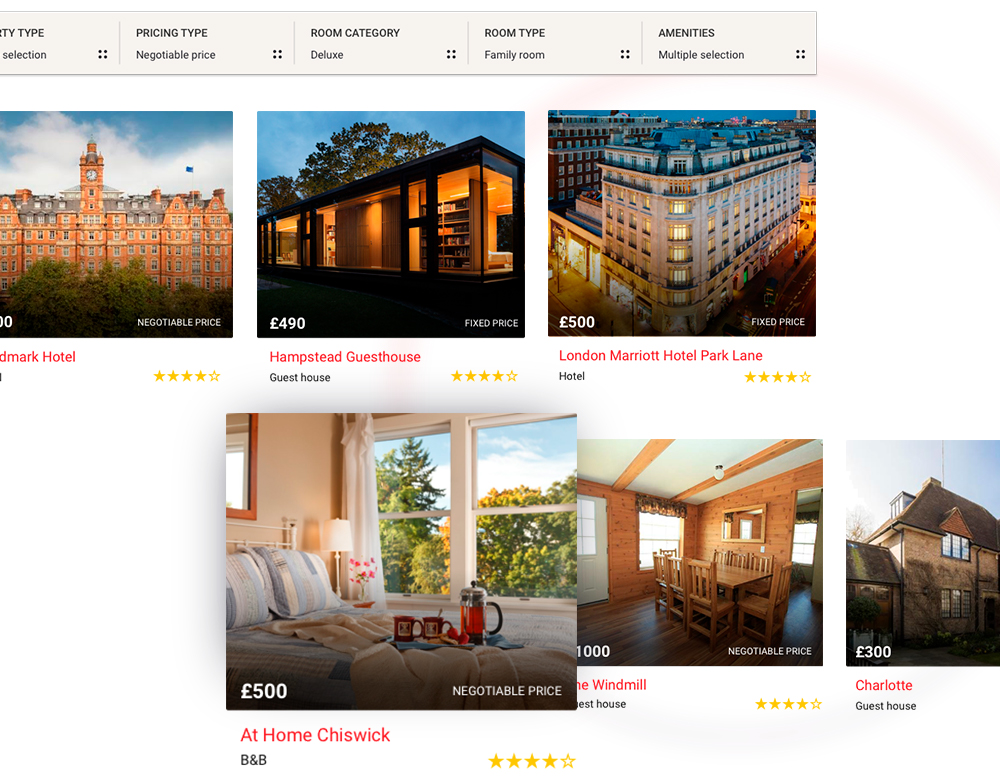 RTY TYPE
selection
PRICING TYPE
Negotiable price
ROOM CATEGORY
Deluxe
ROOM TYPE
Family room
AMENITIES
Multiple selection
00
NEGOTIABLE PRICE
dmark Hotel
£490
FIXED PRICE
Hampstead Guesthouse
Guest house
£500
FIXED PRICE
London Marriott Hotel Park Lane
Hotel
£500
NEGOTIABLE PRICE
At Home Chiswick
B&B
1000
NEGOTIABLE PRICE
ne Windmill
est house
£300
Charlotte
Guest house